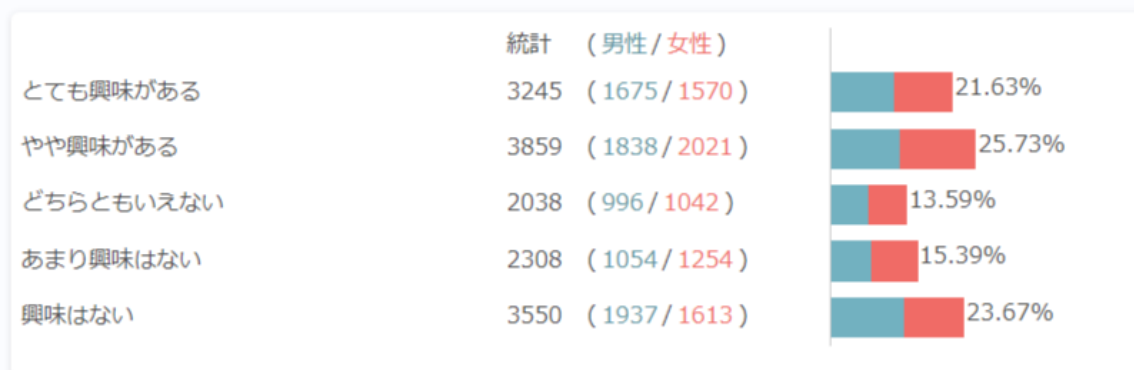 統計 (男性/女性)
とても興味がある 3245 (1675/1570) 21.63%
やや興味がある 3859 (1838/2021) 25.73%
どちらともいえない 2038 (996/1042) 13.59%
あまり興味はない 2308 (1054/1254) 15.39%
興味はない 3550 (1937/1613) 23.67%